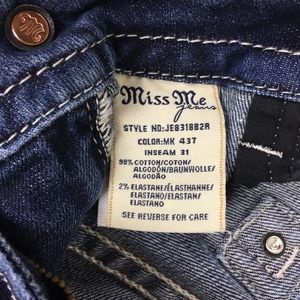 Miss Me
jeans
STYLE NO:JE8318B2R
COLOR:MK 437
INSEAM 31
98% COTTON/COTON/
ALGODÓN/BAUMWOLLE/
ALGODÃO
2% ELASTANE/ÉLASTHANNE/
ELASTANO/ELASTAN/
ELASTANO
SEE REVERSE FOR CARE